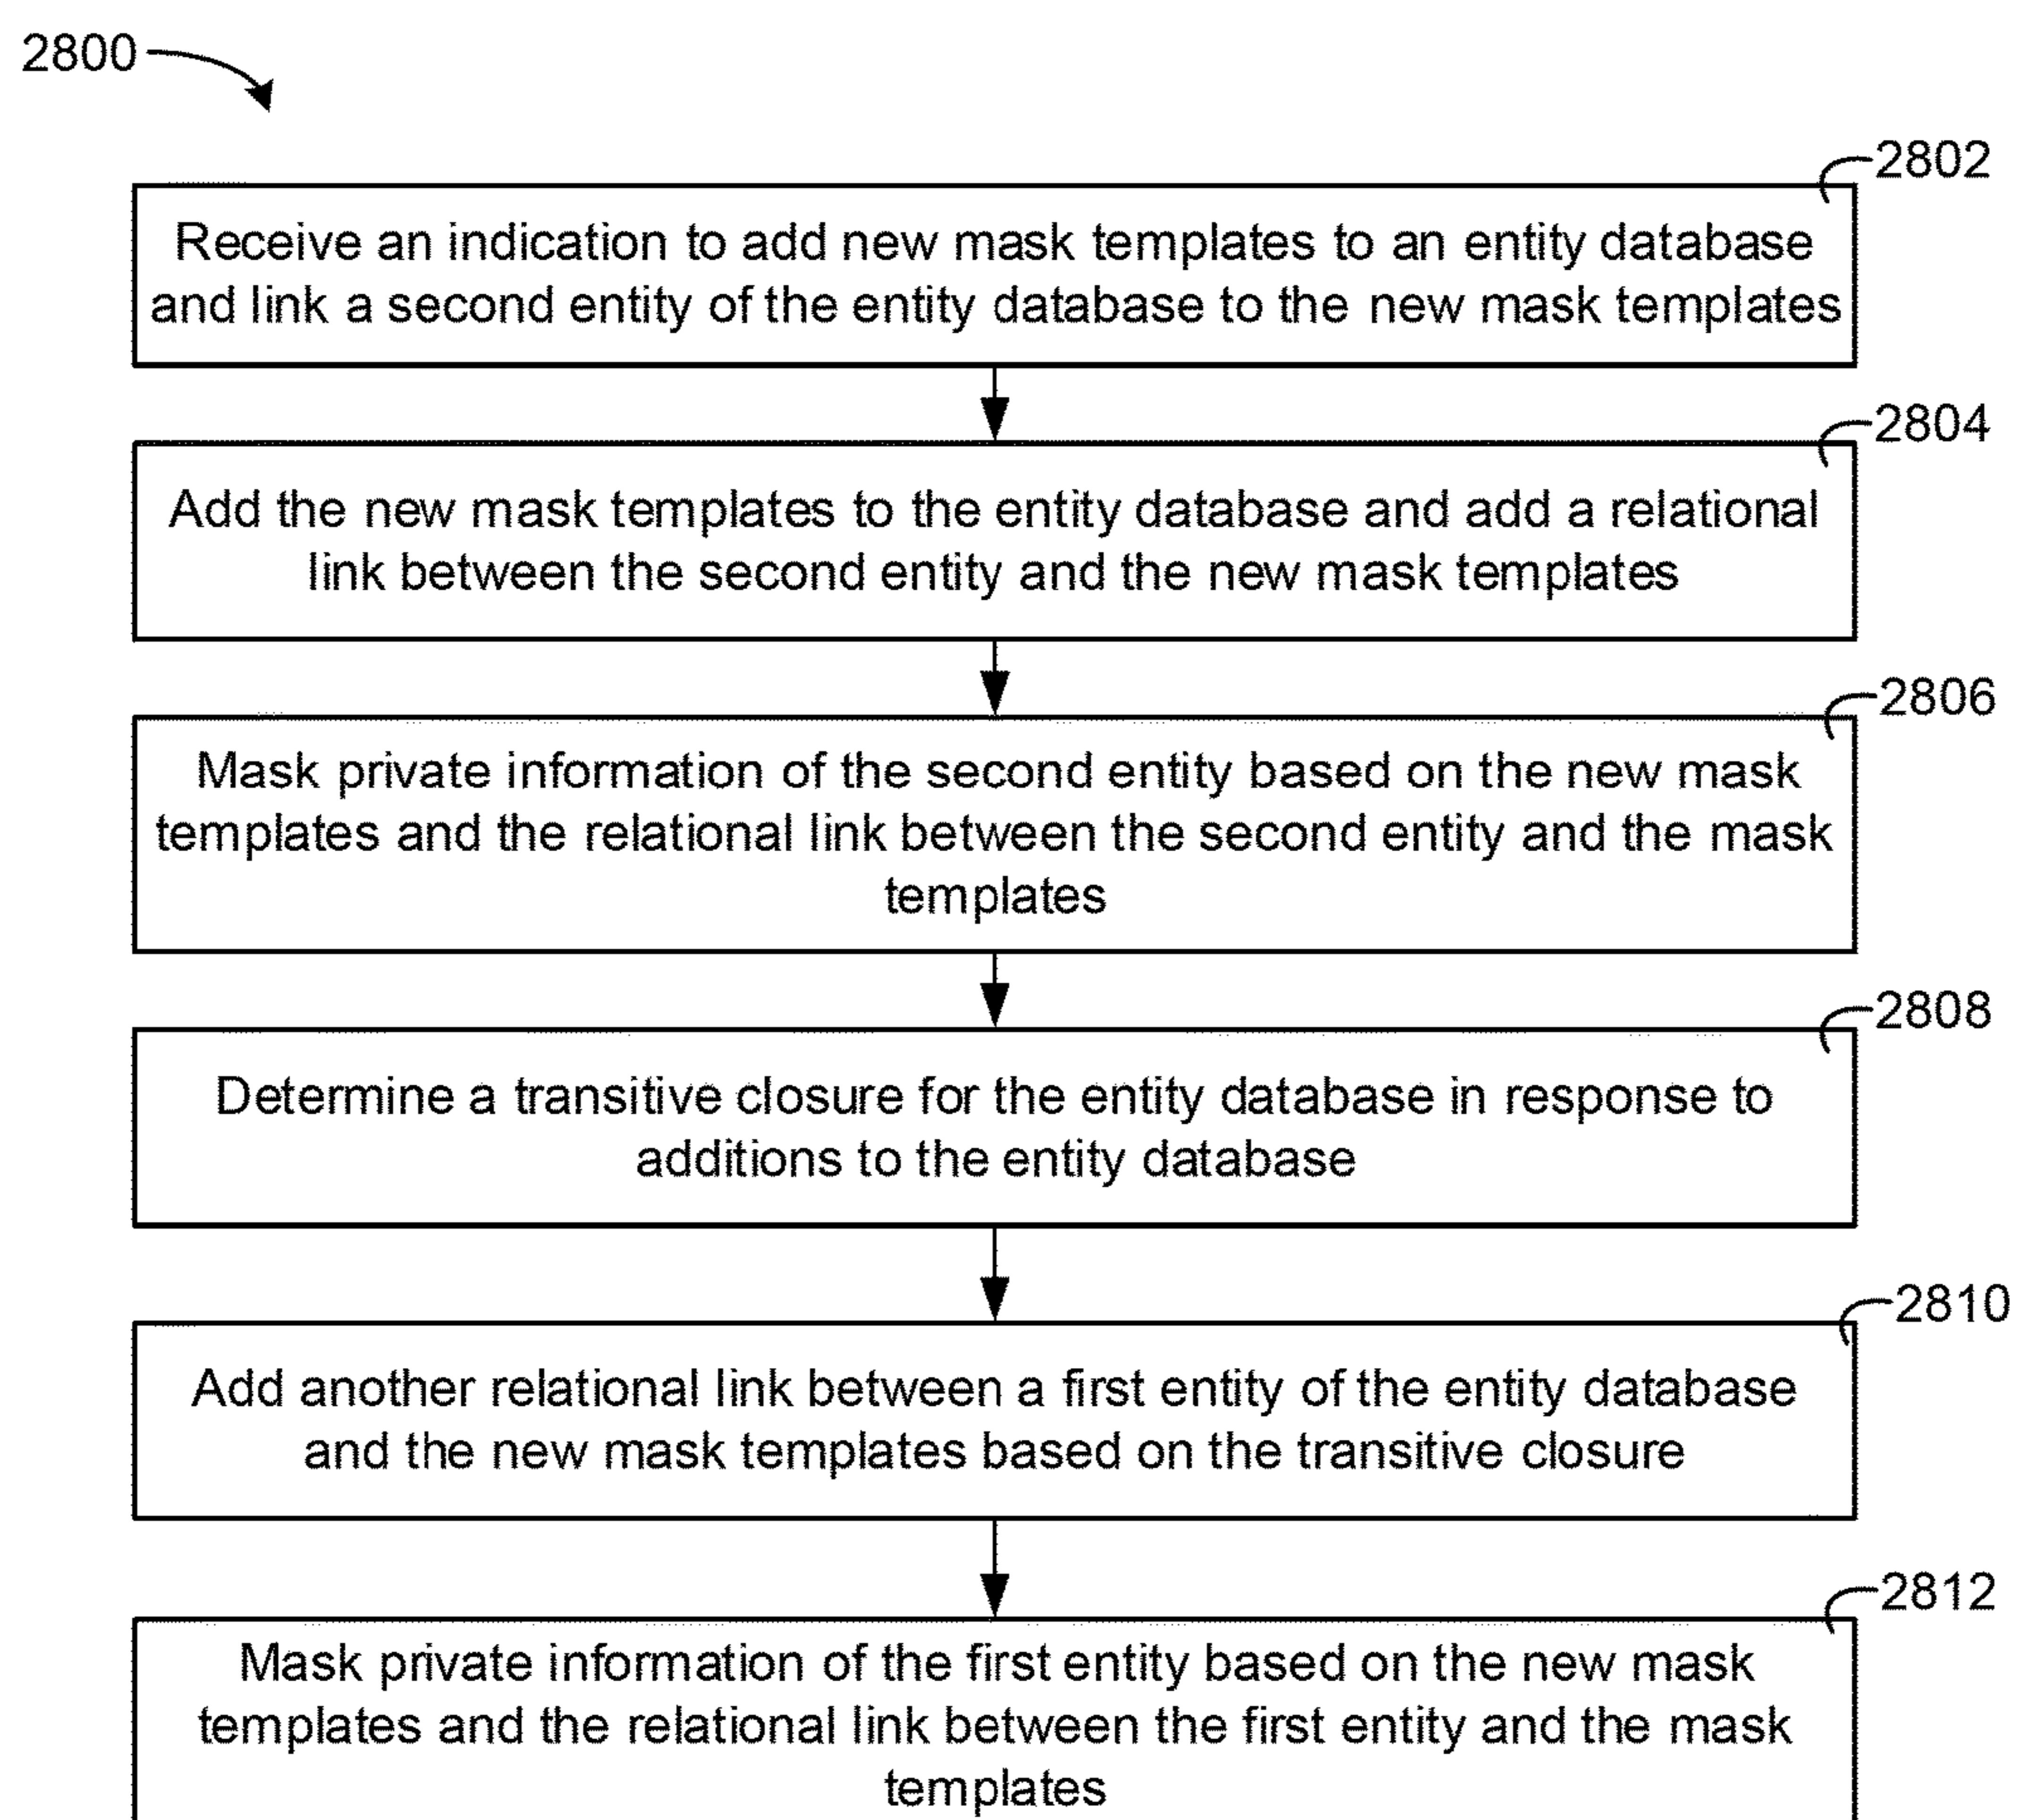 2800
2802
Receive an indication to add new mask templates to an entity database
and link a second entity of the entity database to the new mask templates
2804
Add the new mask templates to the entity database and add a relational
link between the second entity and the new mask templates
2806
Mask private information of the second entity based on the new mask
templates and the relational link between the second entity and the mask
templates
2808
Determine a transitive closure for the entity database in response to
additions to the entity database
2810
Add another relational link between a first entity of the entity database
and the new mask templates based on the transitive closure
2812
Mask private information of the first entity based on the new mask
templates and the relational link between the first entity and the mask
templates